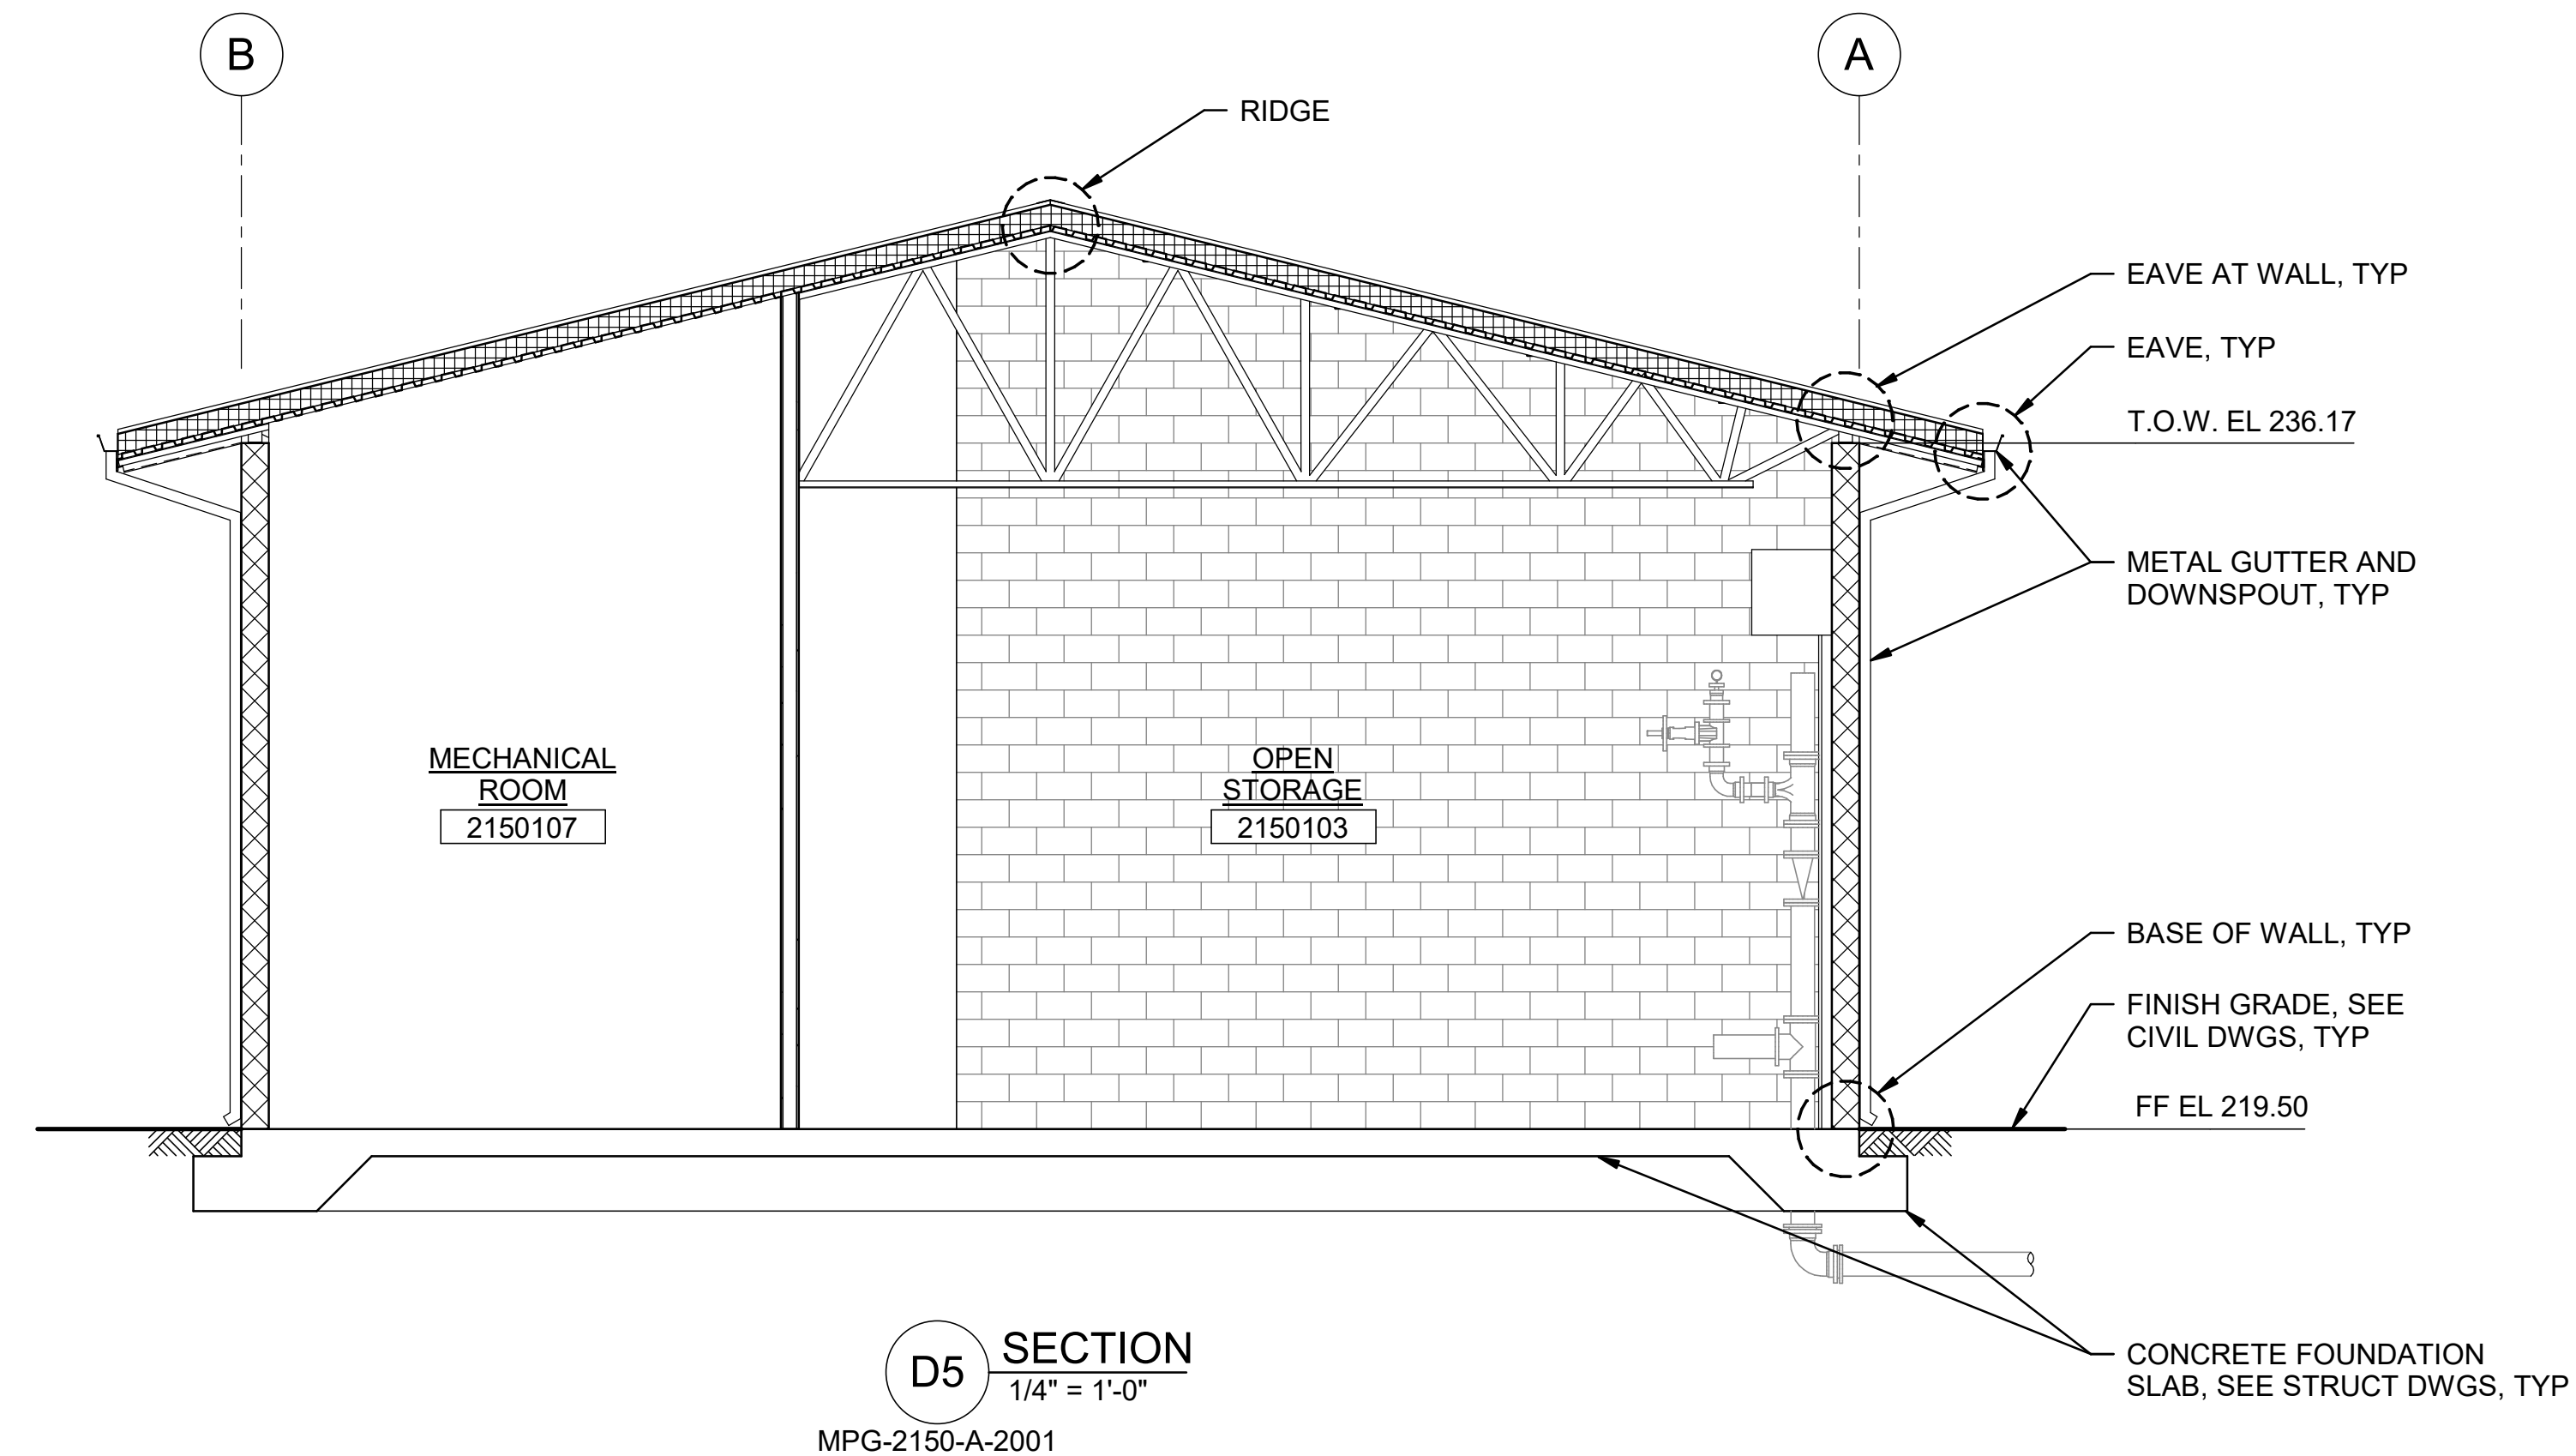 B
A
RIDGE
EAVE AT WALL, TYP
EAVE, TYP
T.O.W. EL 236.17
METAL GUTTER AND
DOWNSPOUT, TYP
MECHANICAL
ROOM
2150107
OPEN
STORAGE
2150103
BASE OF WALL, TYP
FINISH GRADE, SEE
CIVIL DWGS, TYP
FF EL 219.50
CONCRETE FOUNDATION
SLAB, SEE STRUCT DWGS, TYP
D5
SECTION
1/4" = 1'-0"
MPG-2150-A-2001